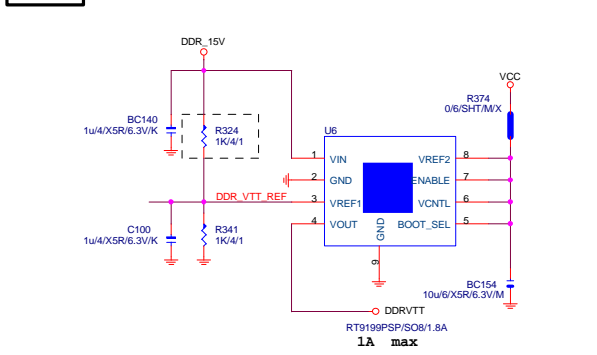 DDR_15V
VCC
R374
0/6/SHT/M/X
BC140
1u/4/X5R/6.3V/K
R324
1K/4/1
U6
1 VIN VREF2 8
2 GND ENABLE 7
DDR_VTT_REF 3 VREF1 VCNTL 6
4 VOUT BOOT_SEL 5
GND
9
C100
1u/4/X5R/6.3V/K
R341
1K/4/1
BC154
10u/6/X5R/6.3V/M
DDRVTT
RT9199PSP/SO8/1.8A
1A max